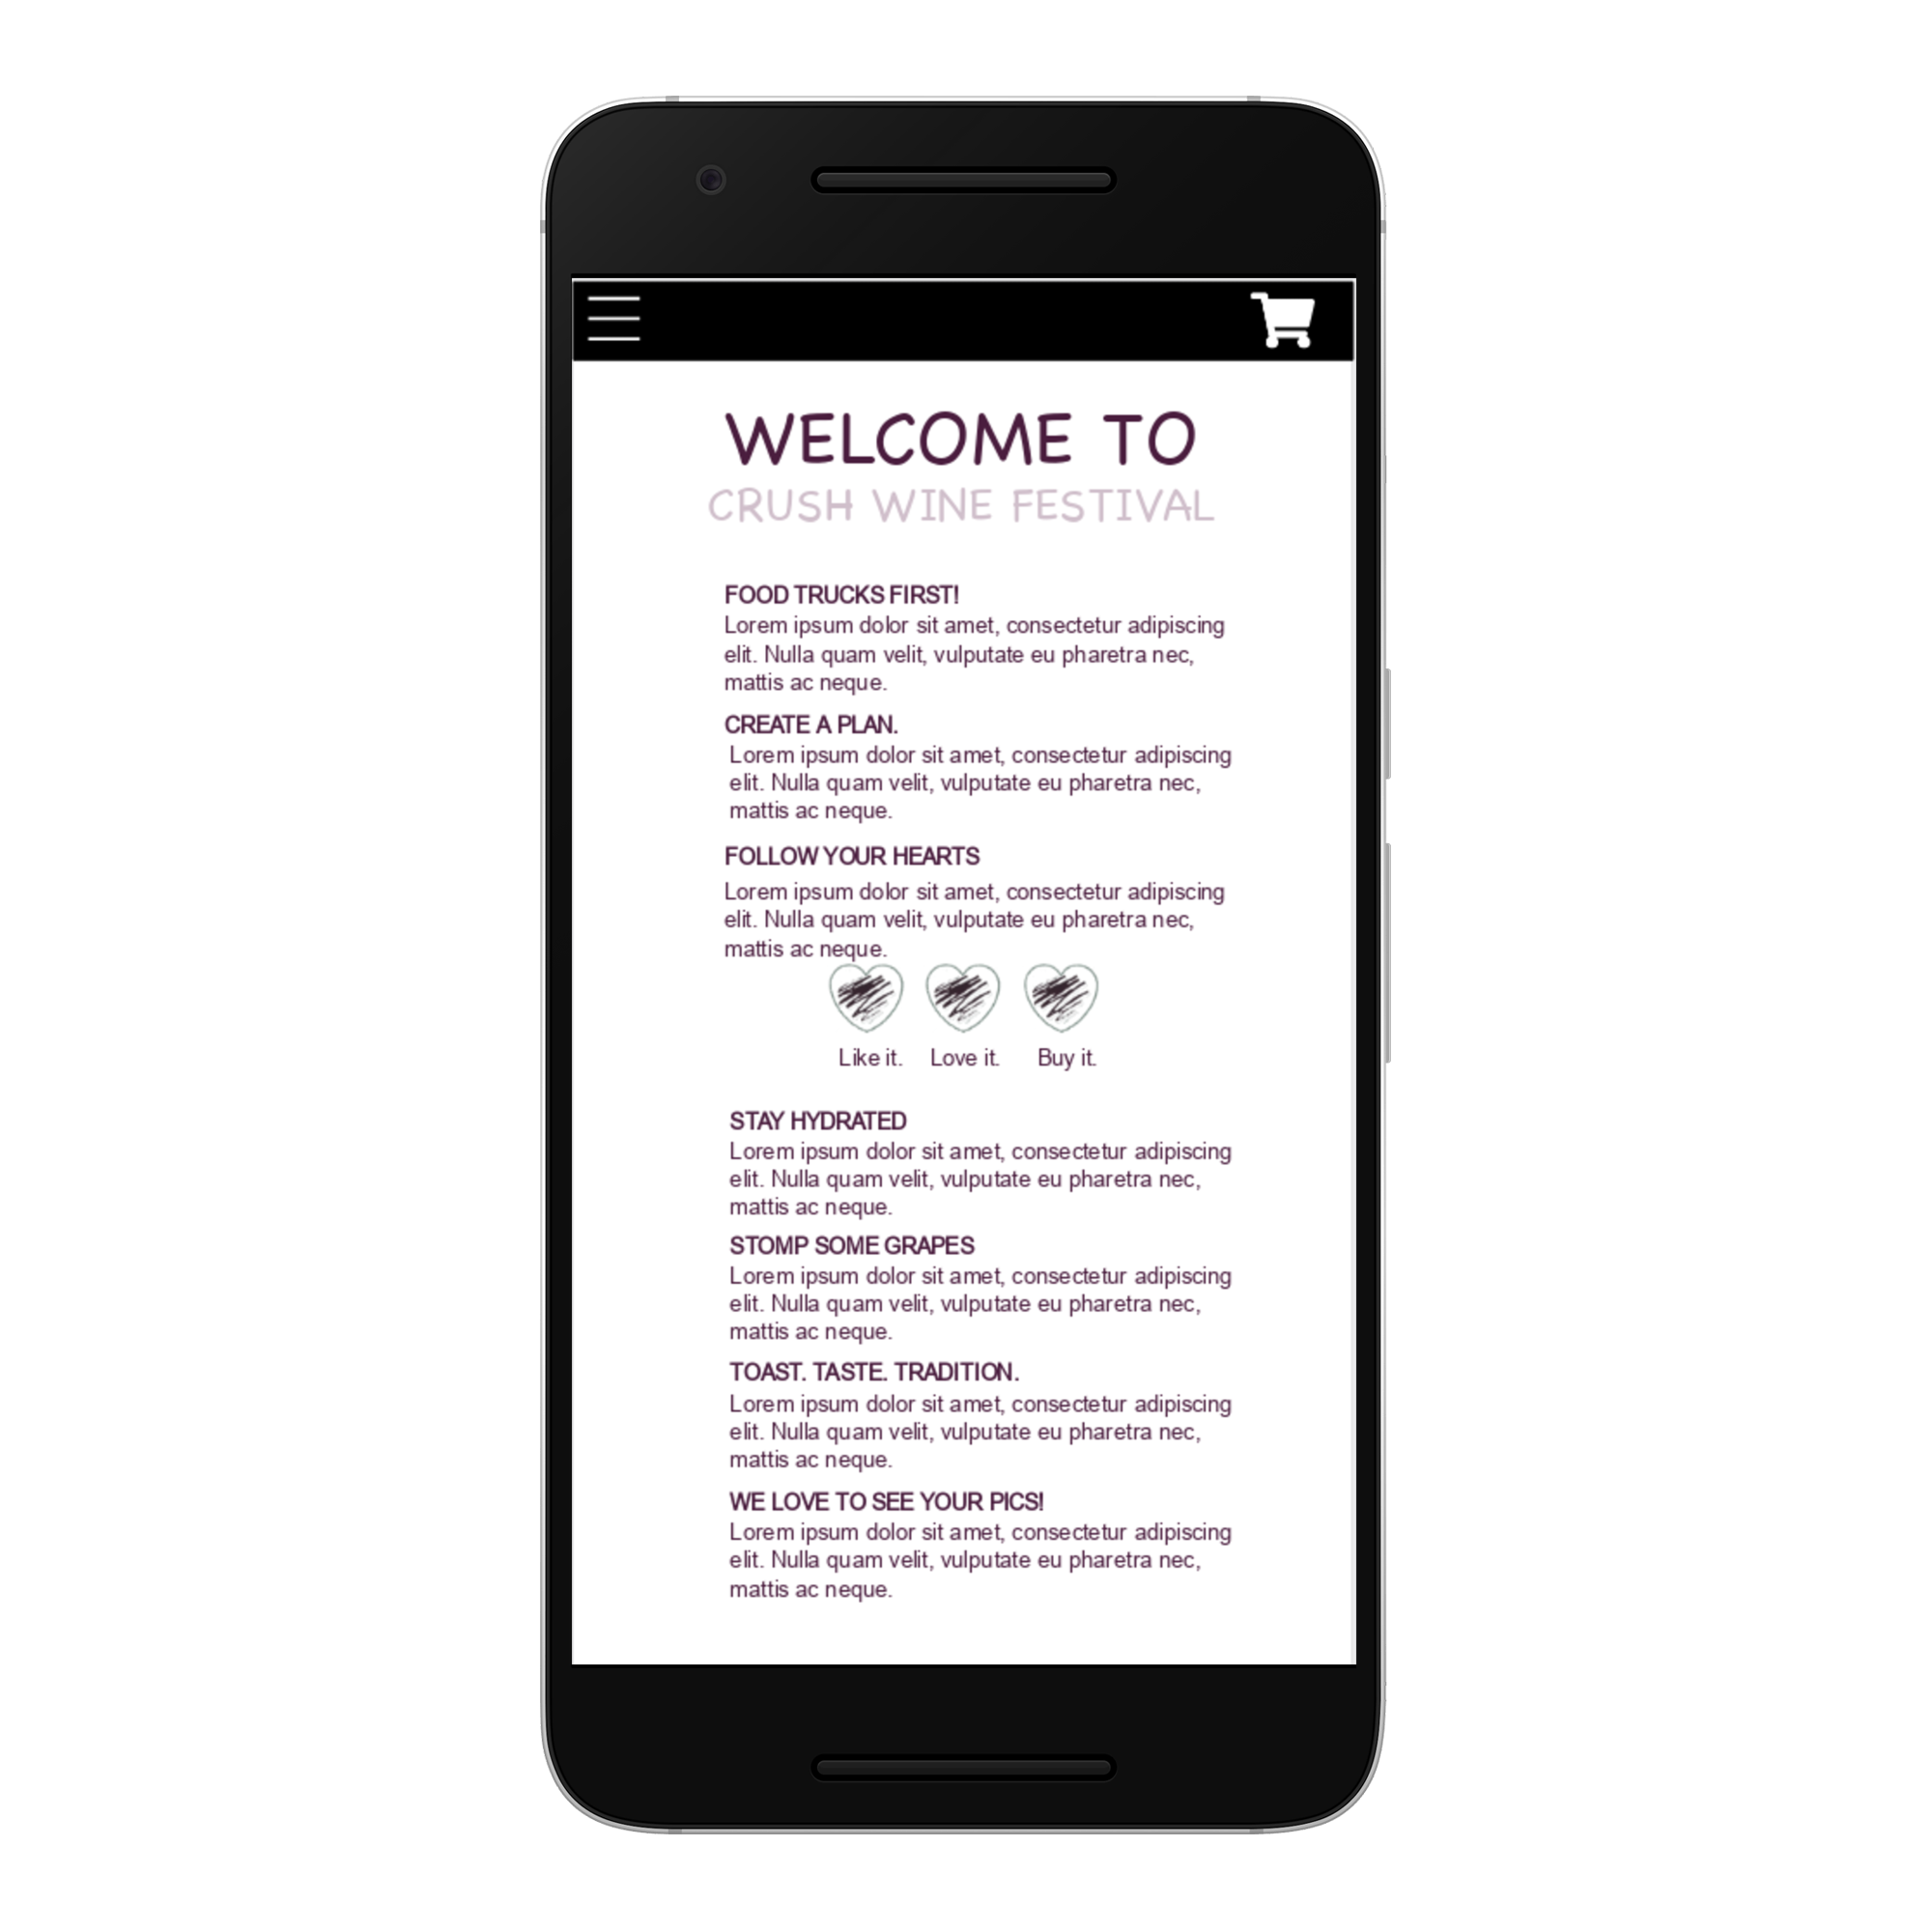 WELCOME TO
CRUSH WINE FESTIVAL
FOOD TRUCKS FIRST!
Lorem ipsum dolor sit amet, consectetur adipiscing
elit. Nulla quam velit, vulputate eu pharetra nec,
mattis ac neque.
CREATE A PLAN.
Lorem ipsum dolor sit amet, consectetur adipiscing
elit. Nulla quam velit, vulputate eu pharetra nec,
mattis ac neque.
FOLLOW YOUR HEARTS
Lorem ipsum dolor sit amet, consectetur adipiscing
elit. Nulla quam velit, vulputate eu pharetra nec,
mattis ac neque.
Like it. Love it. Buy it.
STAY HYDRATED
Lorem ipsum dolor sit amet, consectetur adipiscing
elit. Nulla quam velit, vulputate eu pharetra nec,
mattis ac neque.
STOMP SOME GRAPES
Lorem ipsum dolor sit amet, consectetur adipiscing
elit. Nulla quam velit, vulputate eu pharetra nec,
mattis ac neque.
TOAST. TASTE. TRADITION.
Lorem ipsum dolor sit amet, consectetur adipiscing
elit. Nulla quam velit, vulputate eu pharetra nec,
mattis ac neque.
WE LOVE TO SEE YOUR PICS!
Lorem ipsum dolor sit amet, consectetur adipiscing
elit. Nulla quam velit, vulputate eu pharetra nec,
mattis ac neque.